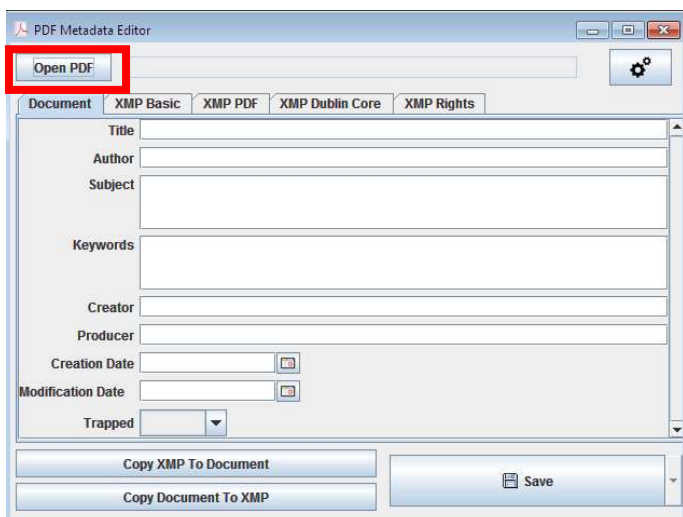 PDF Metadata Editor
Open PDF
Document XMP Basic XMP PDF XMP Dublin Core XMP Rights
Title
Author
Subject
Keywords
Creator
Producer
Creation Date
Modification Date
Trapped
Copy XMP To Document
Save
Copy Document To XMP